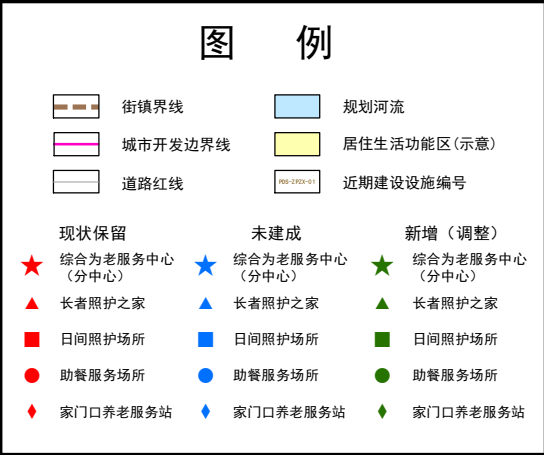 图 例
街镇界线 规划河流
城市开发边界线 居住生活功能区(示意)
道路红线 PDS-ZPZX-01 近期建设设施编号
现状保留 未建成 新增（调整）
综合为老服务中心 综合为老服务中心 综合为老服务中心
（分中心） （分中心） （分中心）
长者照护之家 长者照护之家 长者照护之家
日间照护场所 日间照护场所 日间照护场所
助餐服务场所 助餐服务场所 助餐服务场所
家门口养老服务站 家门口养老服务站 家门口养老服务站